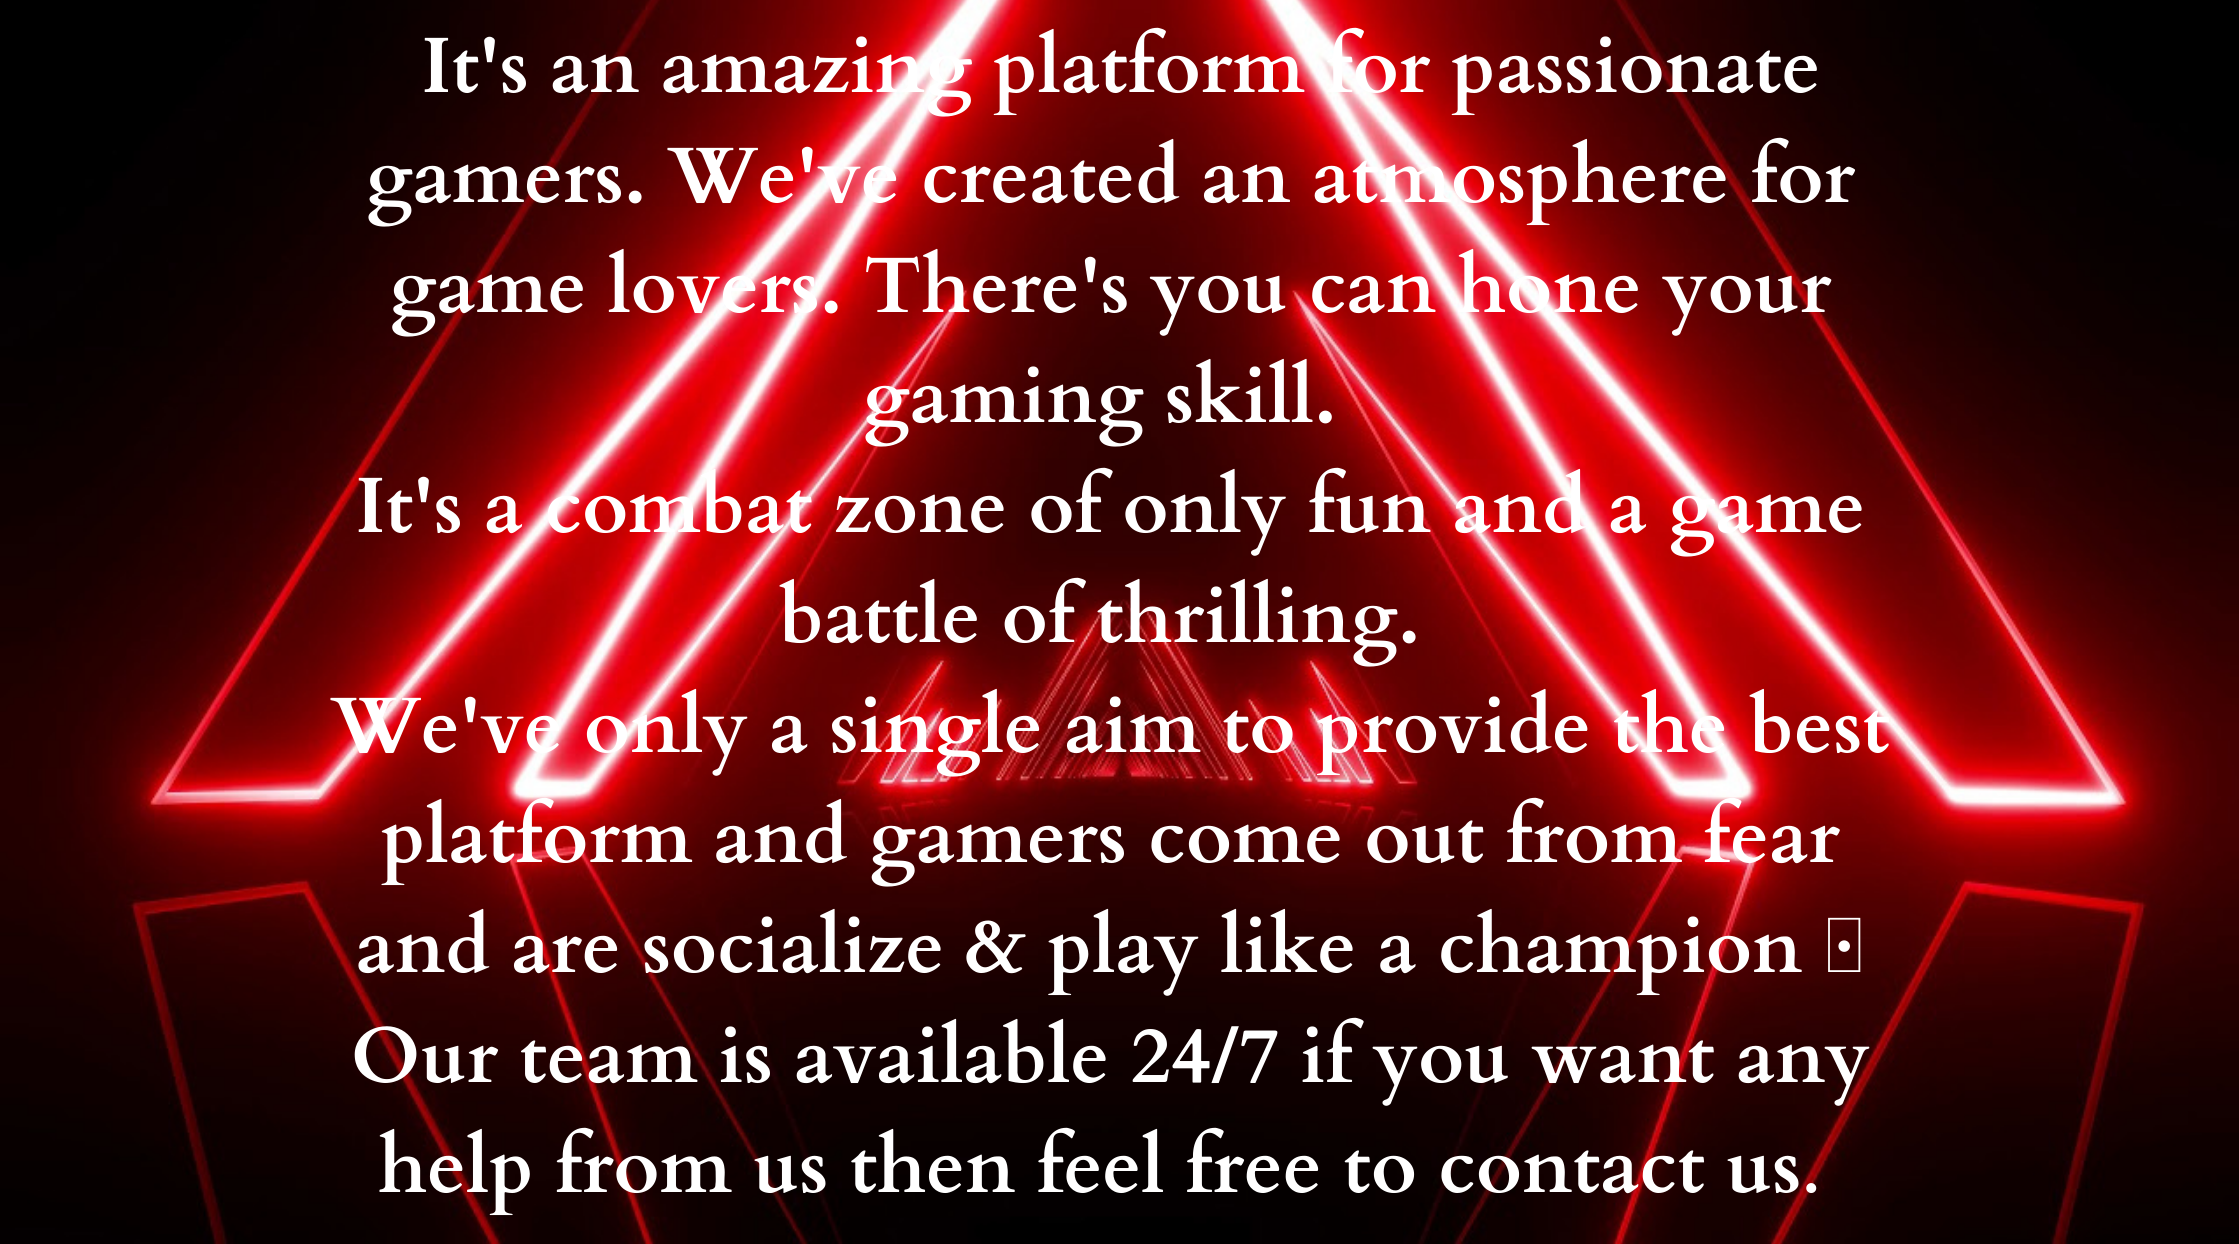 It's an amazing platform for passionate
gamers. We've created an atmosphere for
game lovers. There's you can hone your
gaming skill.
It's a combat zone of only fun and a game
battle of thrilling.
We've only a single aim to provide the best
platform and gamers come out from fear
and are socialize & play like a champion
Our team is available 24/7 if you want any
help from us then feel free to contact us.